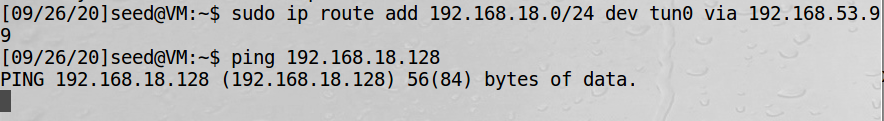 [09/26/20]seed@VM:~$ sudo ip route add 192.168.18.0/24 dev tun0 via 192.168.53.9
9
[09/26/20]seed@VM:~$ ping 192.168.18.128
PING 192.168.18.128 (192.168.18.128) 56(84) bytes of data.